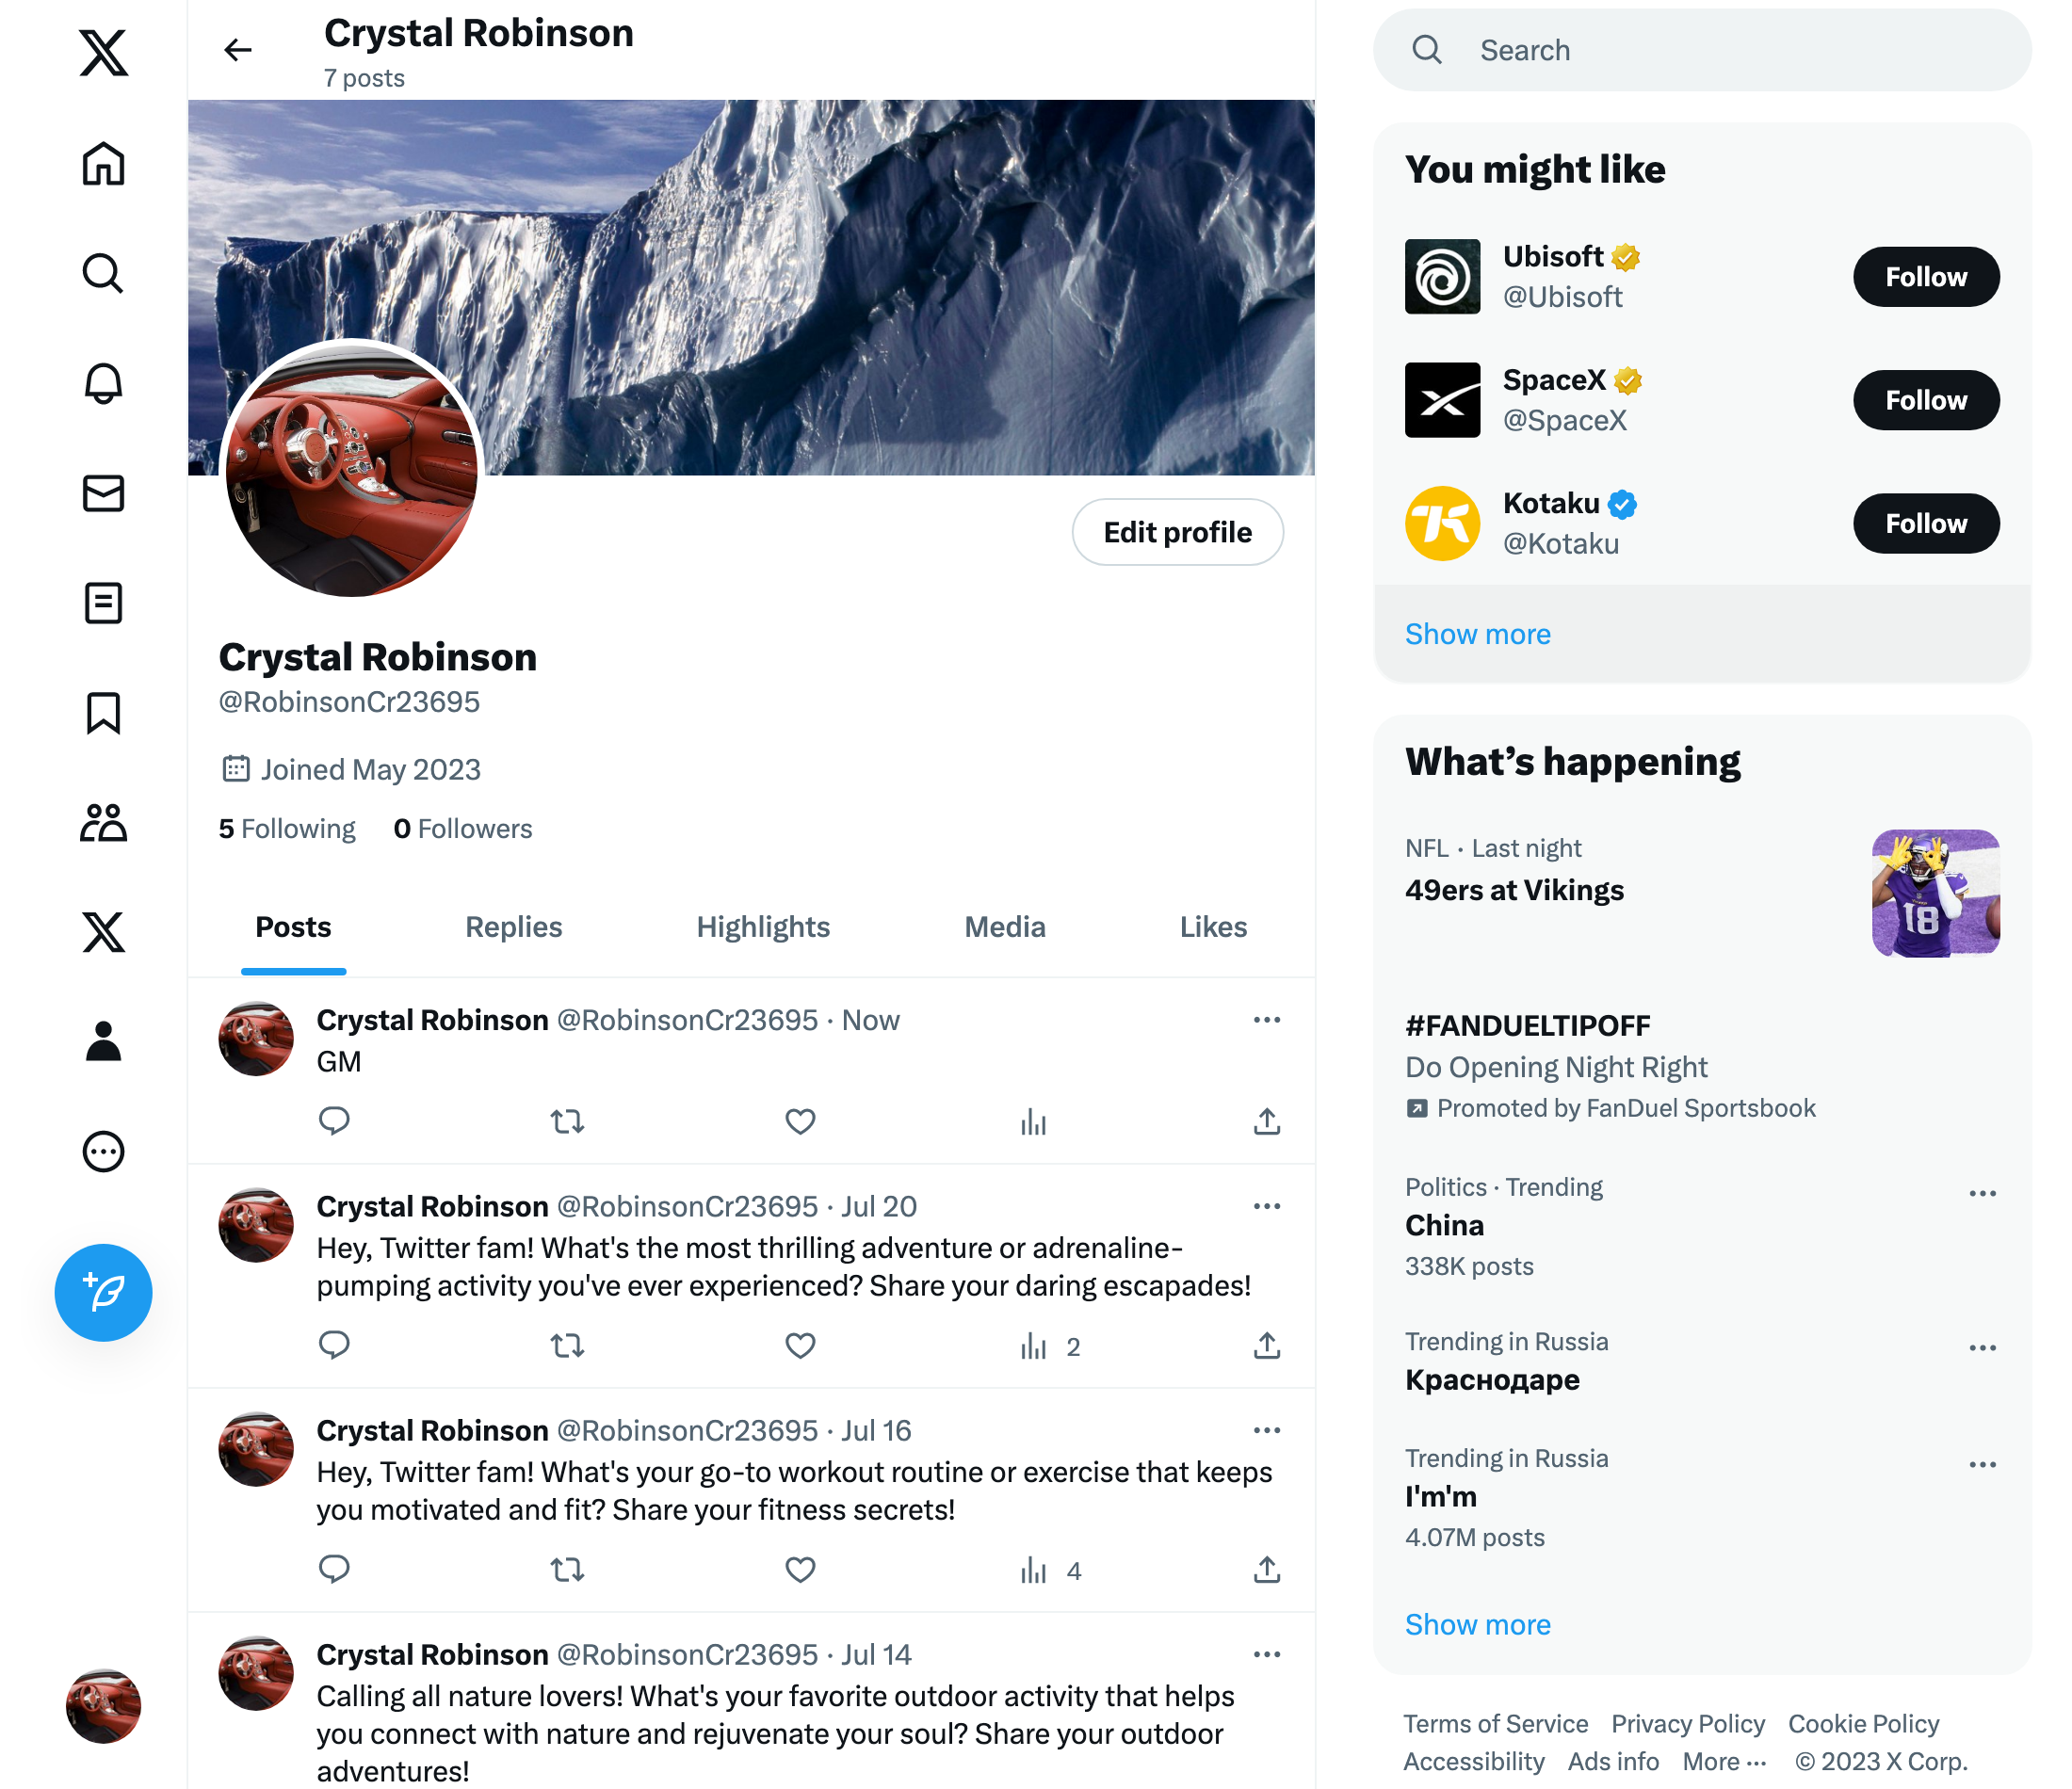 Crystal Robinson
7 posts
Edit profile
Crystal Robinson
@RobinsonCr23695
Joined May 2023
5 Following 0 Followers
Posts Replies Highlights Media Likes
Crystal Robinson @RobinsonCr23695 · Now
GM
Crystal Robinson @RobinsonCr23695 · Jul 20
Hey, Twitter fam! What's the most thrilling adventure or adrenaline-
pumping activity you've ever experienced? Share your daring escapades!
2
Crystal Robinson @RobinsonCr23695 · Jul 16
Hey, Twitter fam! What's your go-to workout routine or exercise that keeps
you motivated and fit? Share your fitness secrets!
4
Crystal Robinson @RobinsonCr23695 · Jul 14
Calling all nature lovers! What's your favorite outdoor activity that helps
you connect with nature and rejuvenate your soul? Share your outdoor
adventures!
Search
You might like
Ubisoft
@Ubisoft
Follow
SpaceX
@SpaceX
Follow
Kotaku
@Kotaku
Follow
Show more
What’s happening
NFL · Last night
49ers at Vikings
18
#FANDUELTIPOFF
Do Opening Night Right
Promoted by FanDuel Sportsbook
Politics · Trending
China
338K posts
Trending in Russia
Краснодаре
Trending in Russia
I'm'm
4.07M posts
Show more
Terms of Service Privacy Policy Cookie Policy
Accessibility Ads info More ··· © 2023 X Corp.